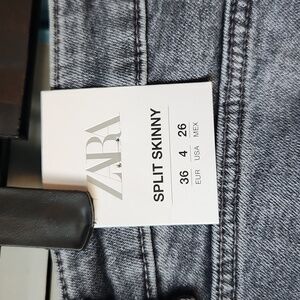 ZARA
SPLIT SKINNY
36 4 26
EUR USA MEX